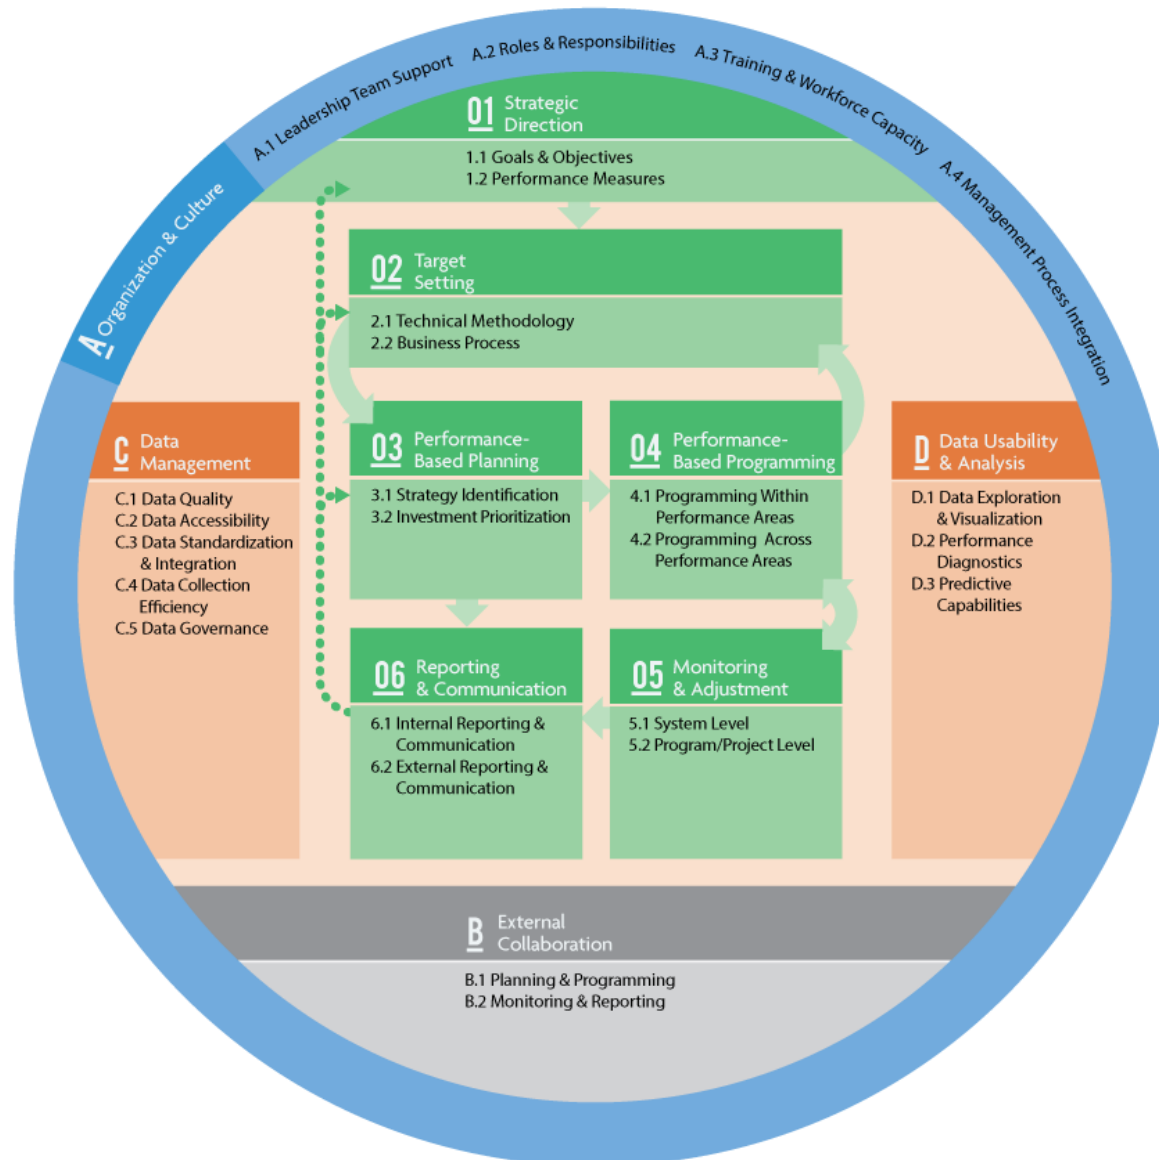 A.1 Leadership Team Support
A.2 Roles & Responsibilities
A.3 Training & Workforce Capacity
A.4 Management Process Integration
A Organization & Culture
01 Strategic
Direction
1.1 Goals & Objectives
1.2 Performance Measures
02 Target
Setting
2.1 Technical Methodology
2.2 Business Process
C Data
Management
C.1 Data Quality
C.2 Data Accessibility
C.3 Data Standardization
& Integration
C.4 Data Collection
Efficiency
C.5 Data Governance
03 Performance-
Based Planning
3.1 Strategy Identification
3.2 Investment Prioritization
04 Performance-
Based Programming
4.1 Programming Within
Performance Areas
4.2 Programming Across
Performance Areas
D Data Usability
& Analysis
D.1 Data Exploration
& Visualization
D.2 Performance
Diagnostics
D.3 Predictive
Capabilities
06 Reporting
& Communication
6.1 Internal Reporting &
Communication
6.2 External Reporting &
Communication
05 Monitoring
& Adjustment
5.1 System Level
5.2 Program/Project Level
B External
Collaboration
B.1 Planning & Programming
B.2 Monitoring & Reporting